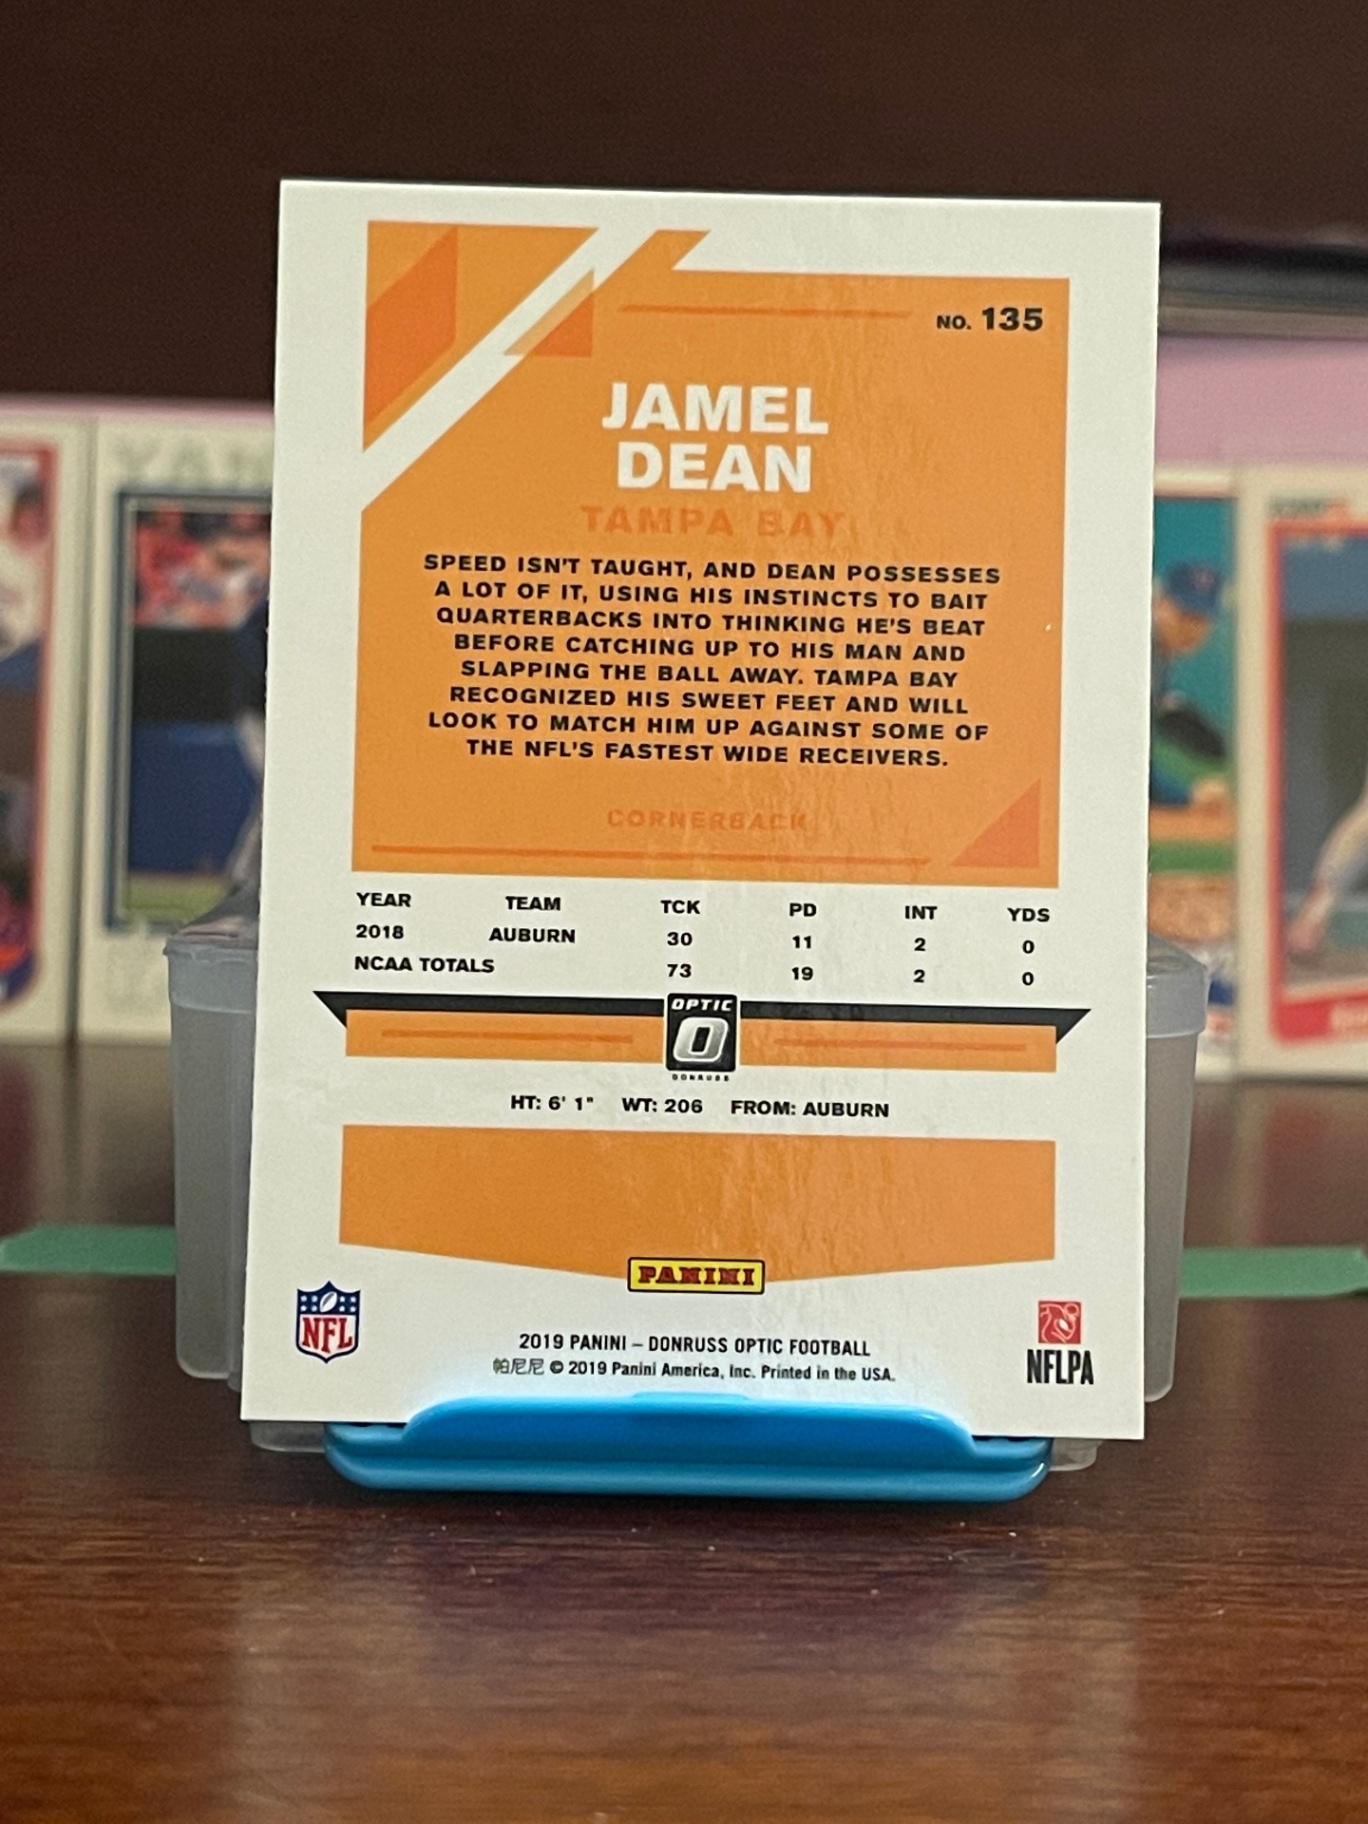 NO. 135
JAMEL
DEAN
TAMPA BAY
SPEED ISN'T TAUGHT, AND DEAN POSSESSES
A LOT OF IT, USING HIS INSTINCTS TO BAIT
QUARTERBACKS INTO THINKING HE'S BEAT
BEFORE CATCHING UP TO HIS MAN AND
SLAPPING THE BALL AWAY. TAMPA BAY
RECOGNIZED HIS SWEET FEET AND WILL
LOOK TO MATCH HIM UP AGAINST SOME OF
THE NFL'S FASTEST WIDE RECEIVERS.
CORNERBACK
YEAR TEAM TCK PD INT YDS
2018 AUBURN 30 11 2 0
NCAA TOTALS 73 19 2 0
OPTIC
O
DONRUSS
HT: 6' 1" WT: 206 FROM: AUBURN
PANINI
NFL
2019 PANINI – DONRUSS OPTIC FOOTBALL
帕尼尼 © 2019 Panini America, Inc. Printed in the USA.
NFLPA